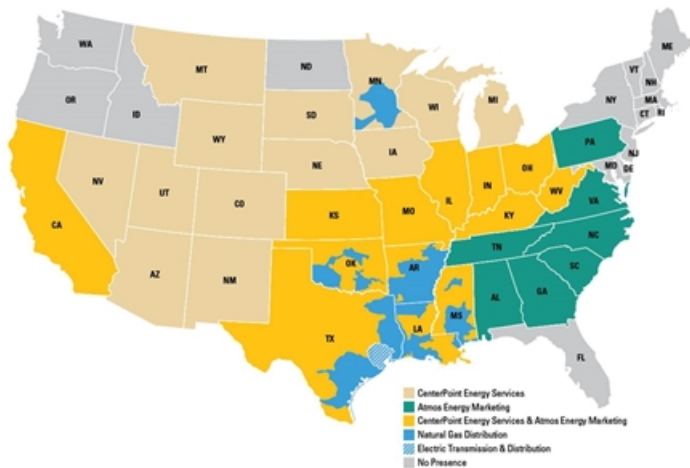 WA
MT
ND
MN
ME
VT
NH
OR
ID
SD
WI
MI
NY
MA
CT
RI
WY
IA
PA
NJ
NE
OH
MD
DE
NV
UT
CO
IL
IN
WV
VA
CA
KS
MO
KY
NC
TN
AZ
NM
OK
AR
SC
MS
AL
GA
TX
LA
FL
CenterPoint Energy Services
Atmos Energy Marketing
CenterPoint Energy Services & Atmos Energy Marketing
Natural Gas Distribution
Electric Transmission & Distribution
No Presence